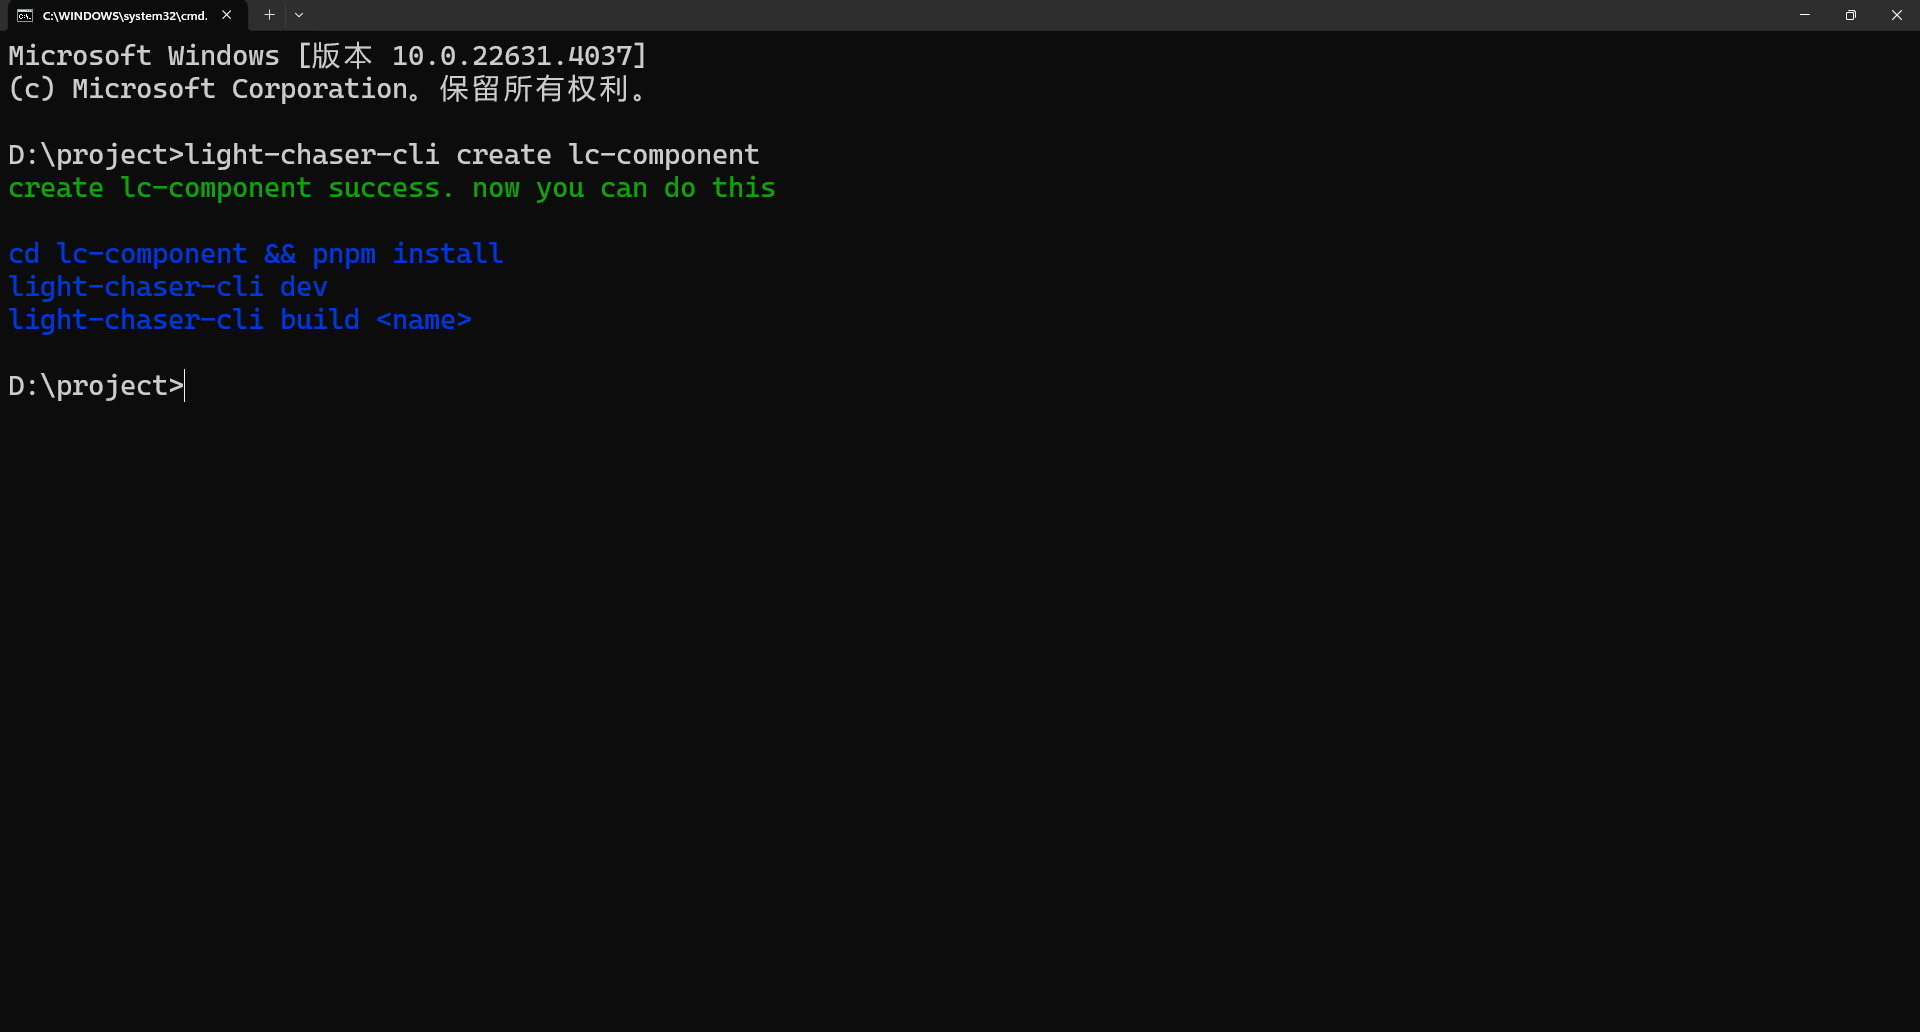 C:\WINDOWS\system32\cmd.
Microsoft Windows [版本 10.0.22631.4037]
(c) Microsoft Corporation。保留所有权利。
D:\project>light-chaser-cli create lc-component
create lc-component success. now you can do this
cd lc-component && pnpm install
light-chaser-cli dev
light-chaser-cli build <name>
D:\project>